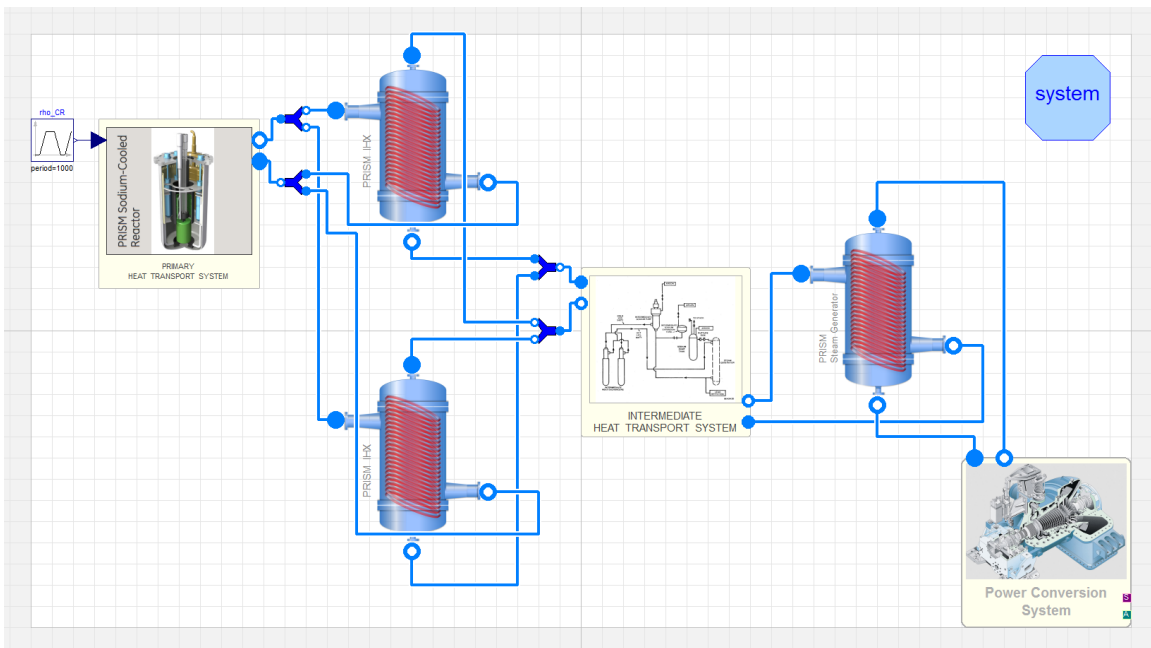 rho_CR
period=1000
PRISM Sodium-Cooled
Reactor
PRIMARY
HEAT TRANSPORT SYSTEM
PRISM IHX
PRISM IHX
INTERMEDIATE
HEAT TRANSPORT SYSTEM
system
PRISM
Steam Generator
Power Conversion
System
S
A